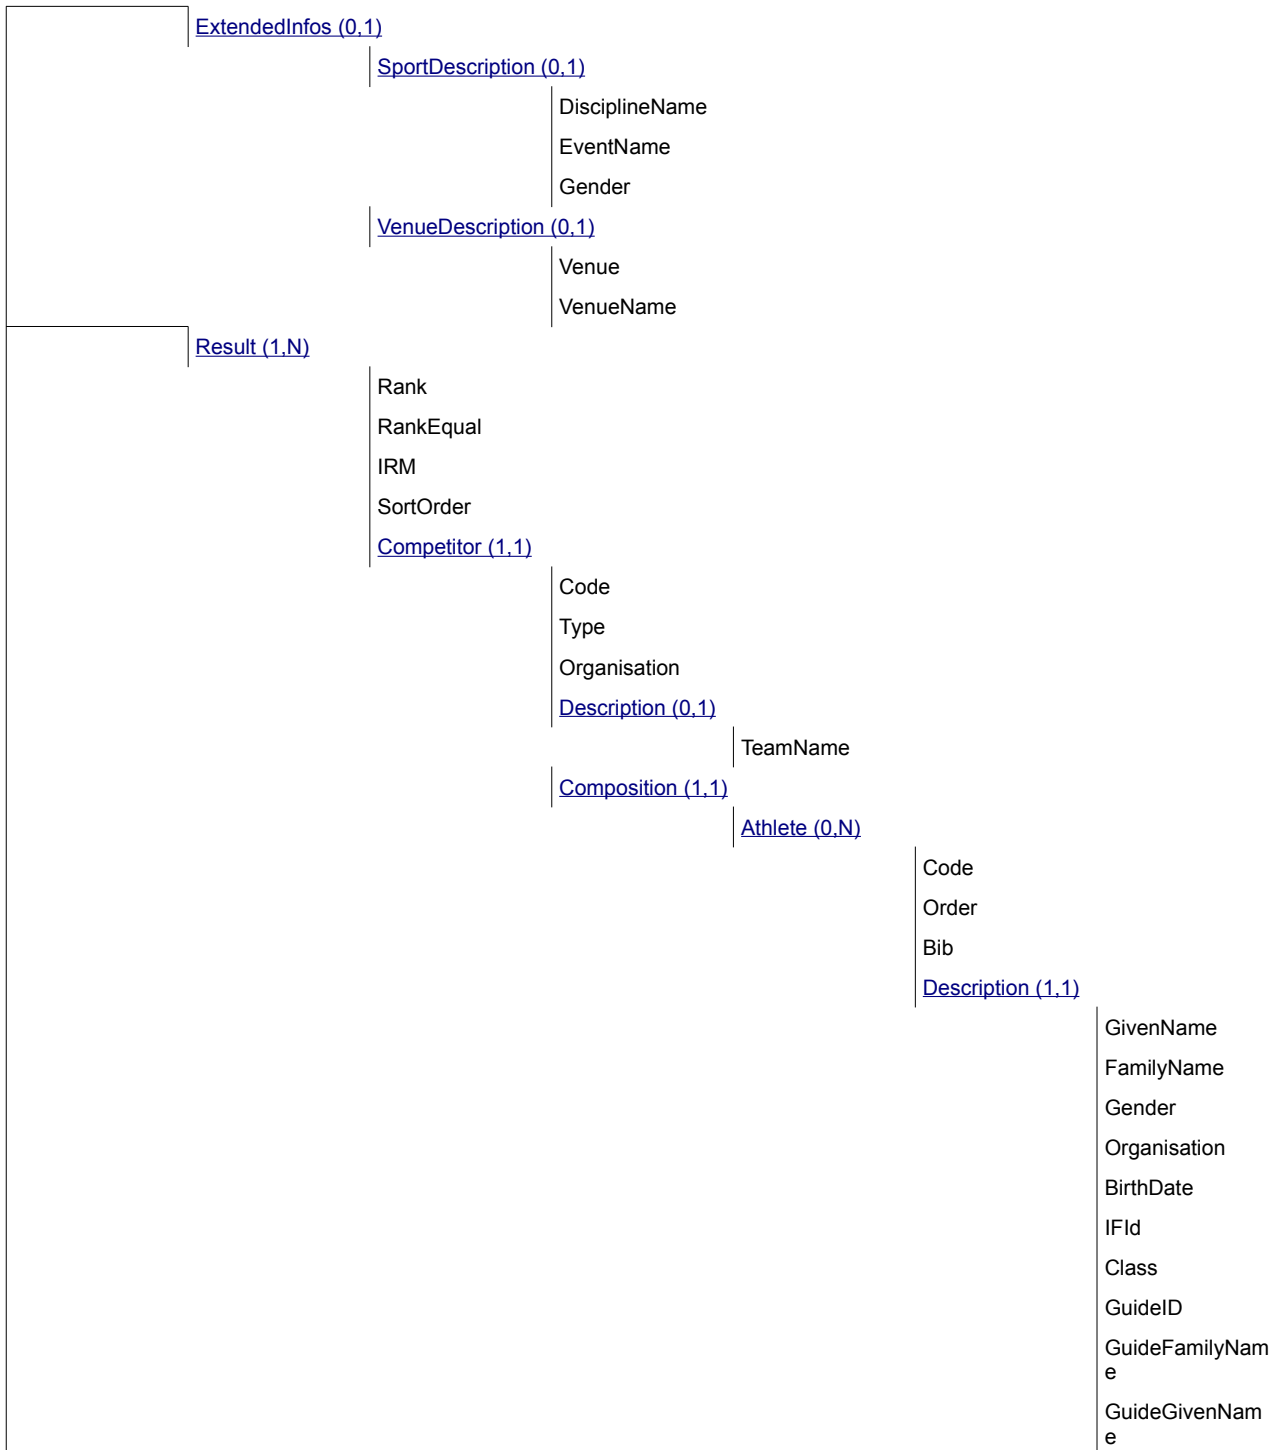 ExtendedInfos (0,1)
SportDescription (0,1)
DisciplineName
EventName
Gender
VenueDescription (0,1)
Venue
VenueName
Result (1,N)
Rank
RankEqual
IRM
SortOrder
Competitor (1,1)
Code
Type
Organisation
Description (0,1)
TeamName
Composition (1,1)
Athlete (0,N)
Code
Order
Bib
Description (1,1)
GivenName
FamilyName
Gender
Organisation
BirthDate
IFId
Class
GuideID
GuideFamilyNam
e
GuideGivenNam
e